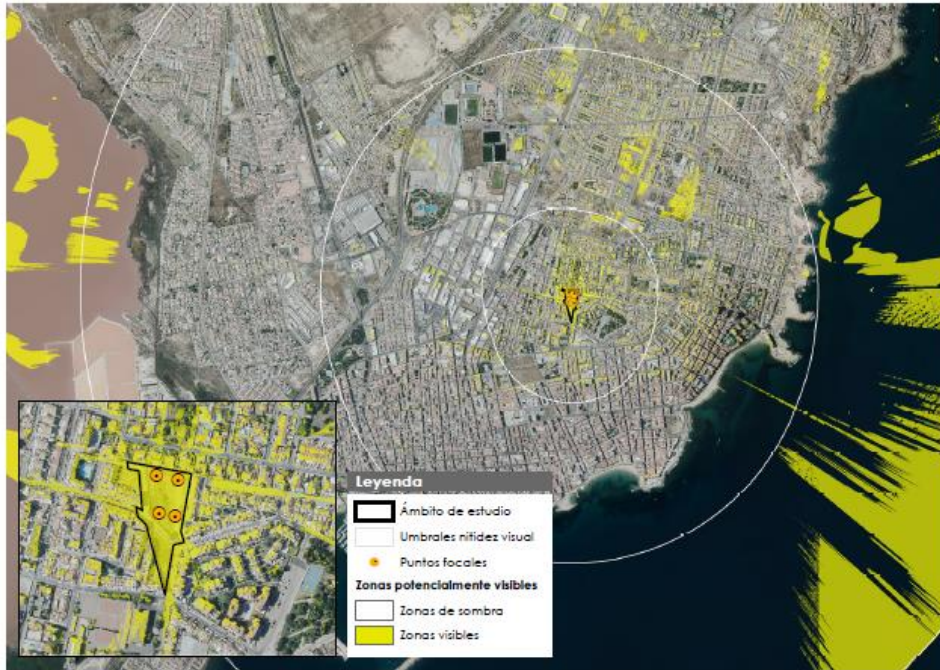 Leyenda
Ámbito de estudio
Umbrales nitidez visual
Puntos focales
Zonas potencialmente visibles
Zonas de sombra
Zonas visibles